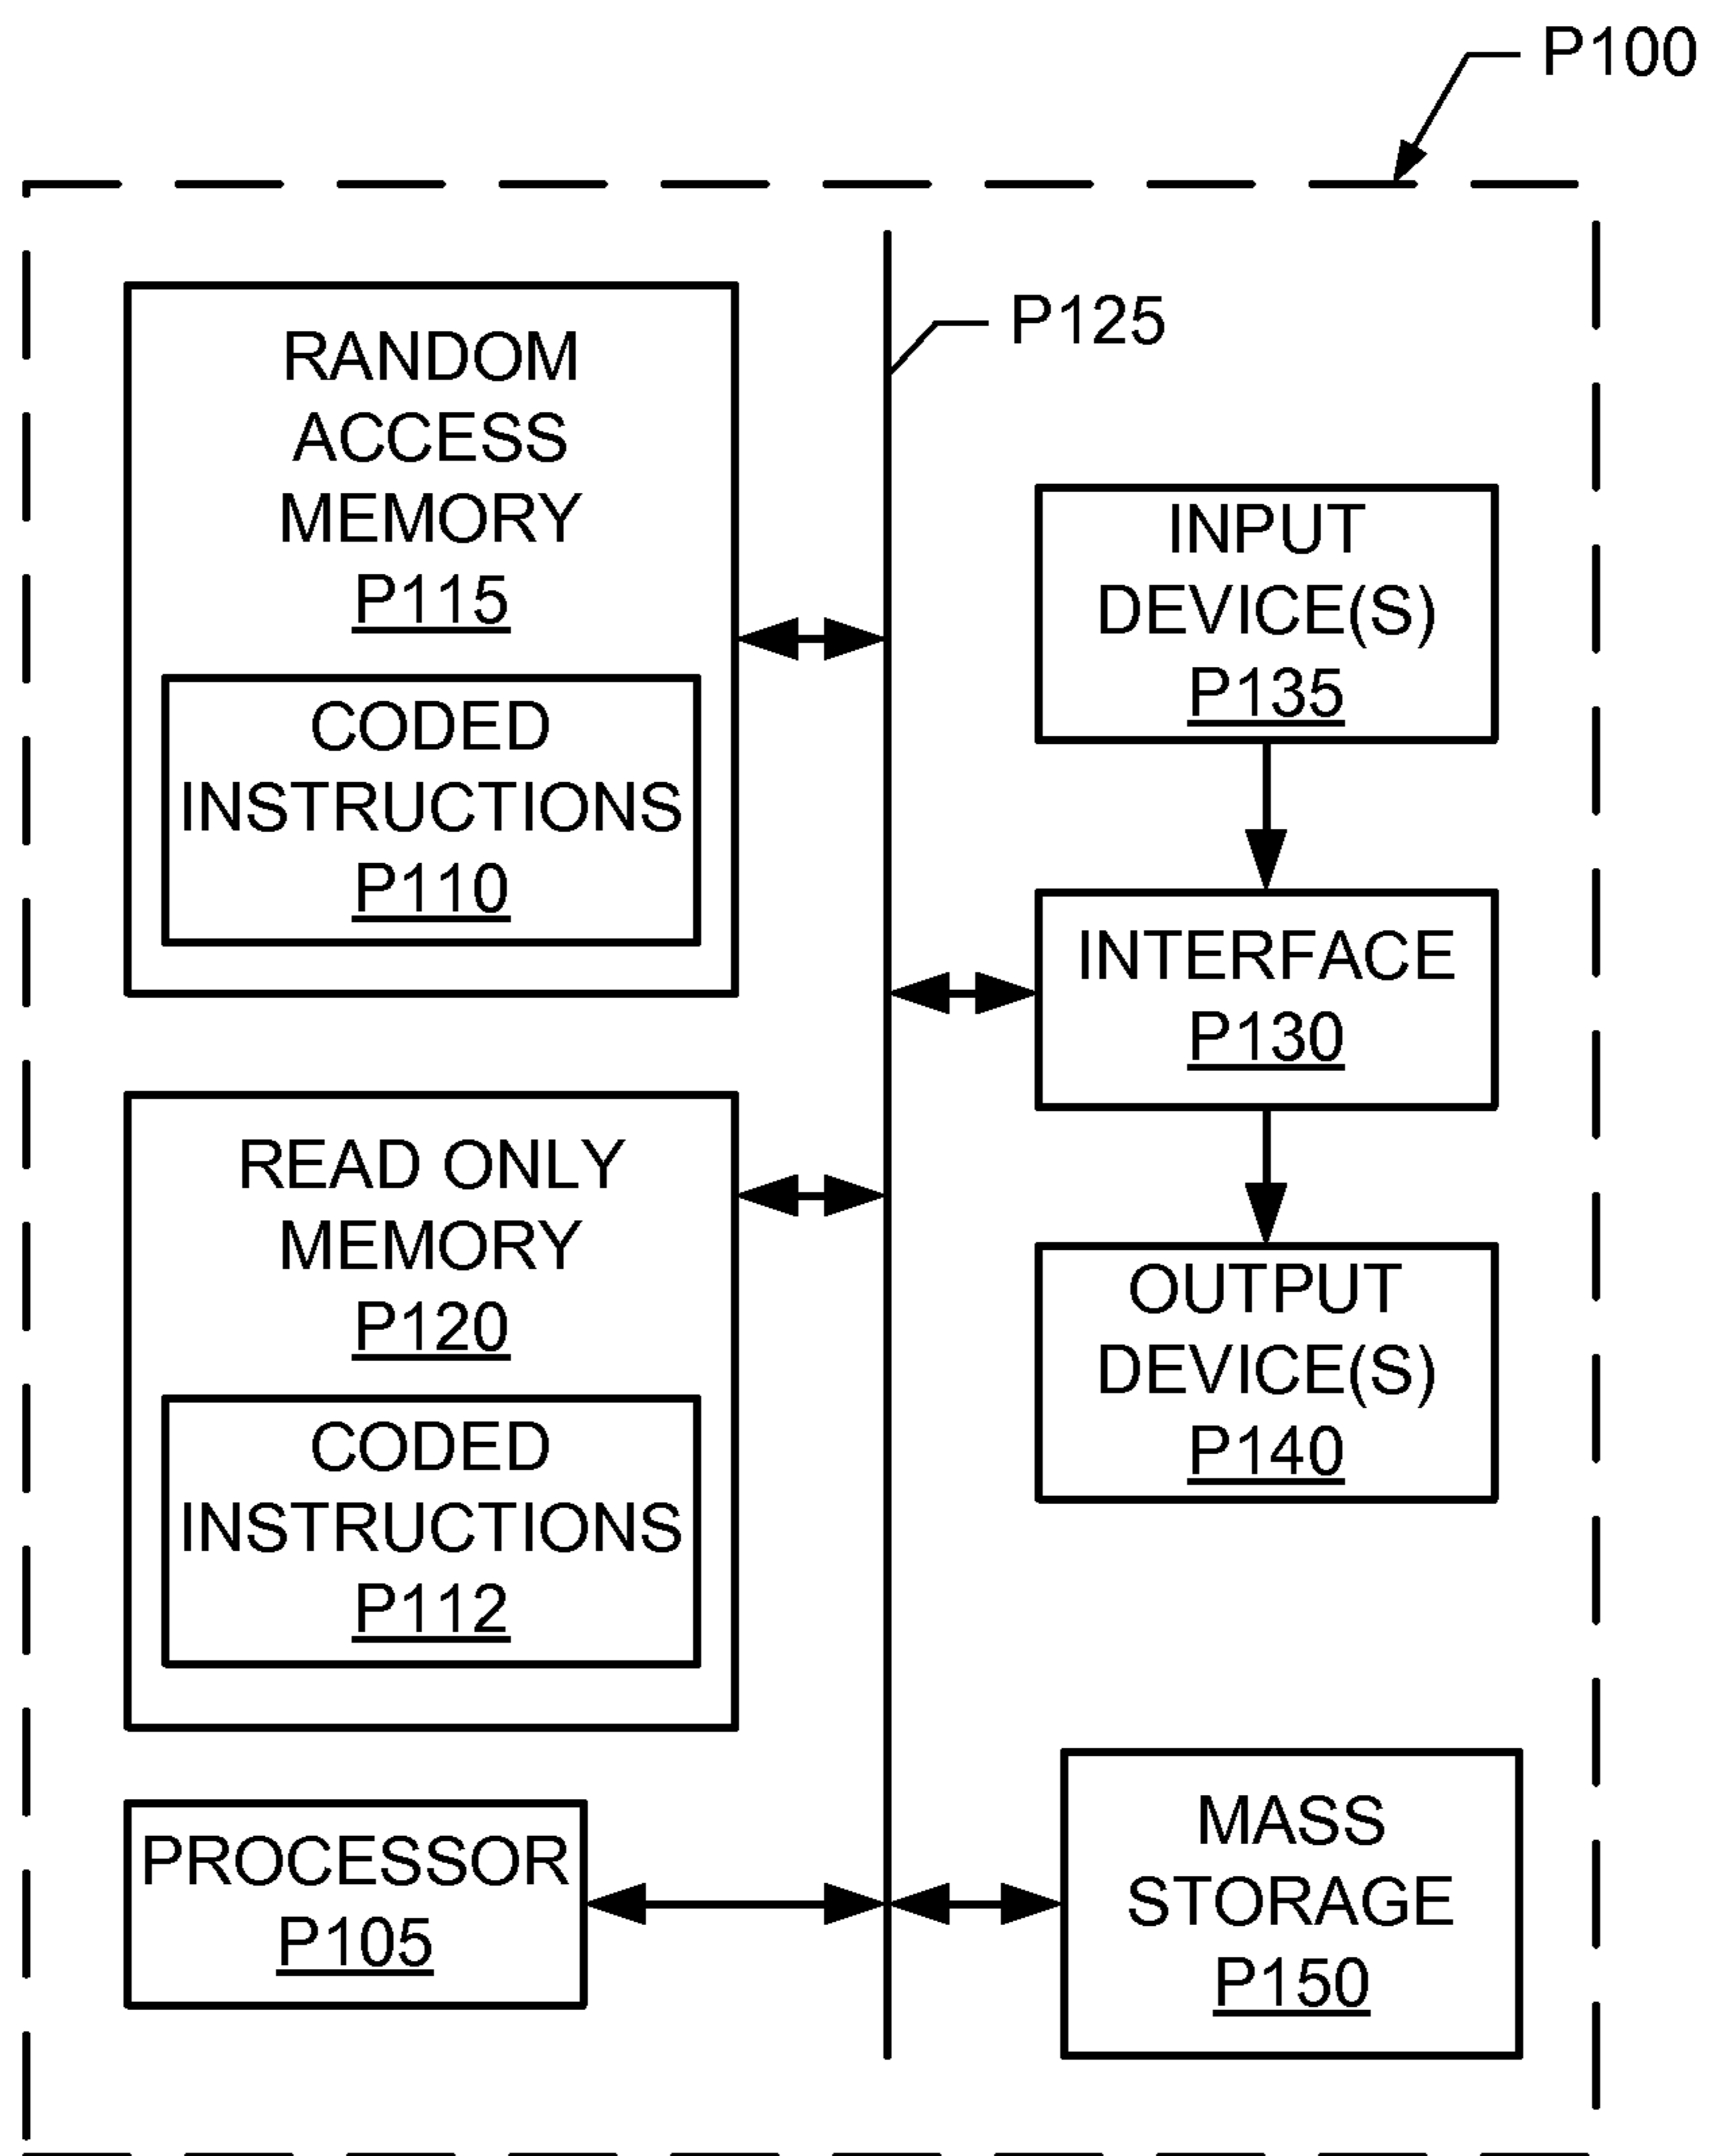 P100
P125
RANDOM
ACCESS
MEMORY
P115
CODED
INSTRUCTIONS
P110
READ ONLY
MEMORY
P120
CODED
INSTRUCTIONS
P112
PROCESSOR
P105
INPUT
DEVICE(S)
P135
INTERFACE
P130
OUTPUT
DEVICE(S)
P140
MASS
STORAGE
P150